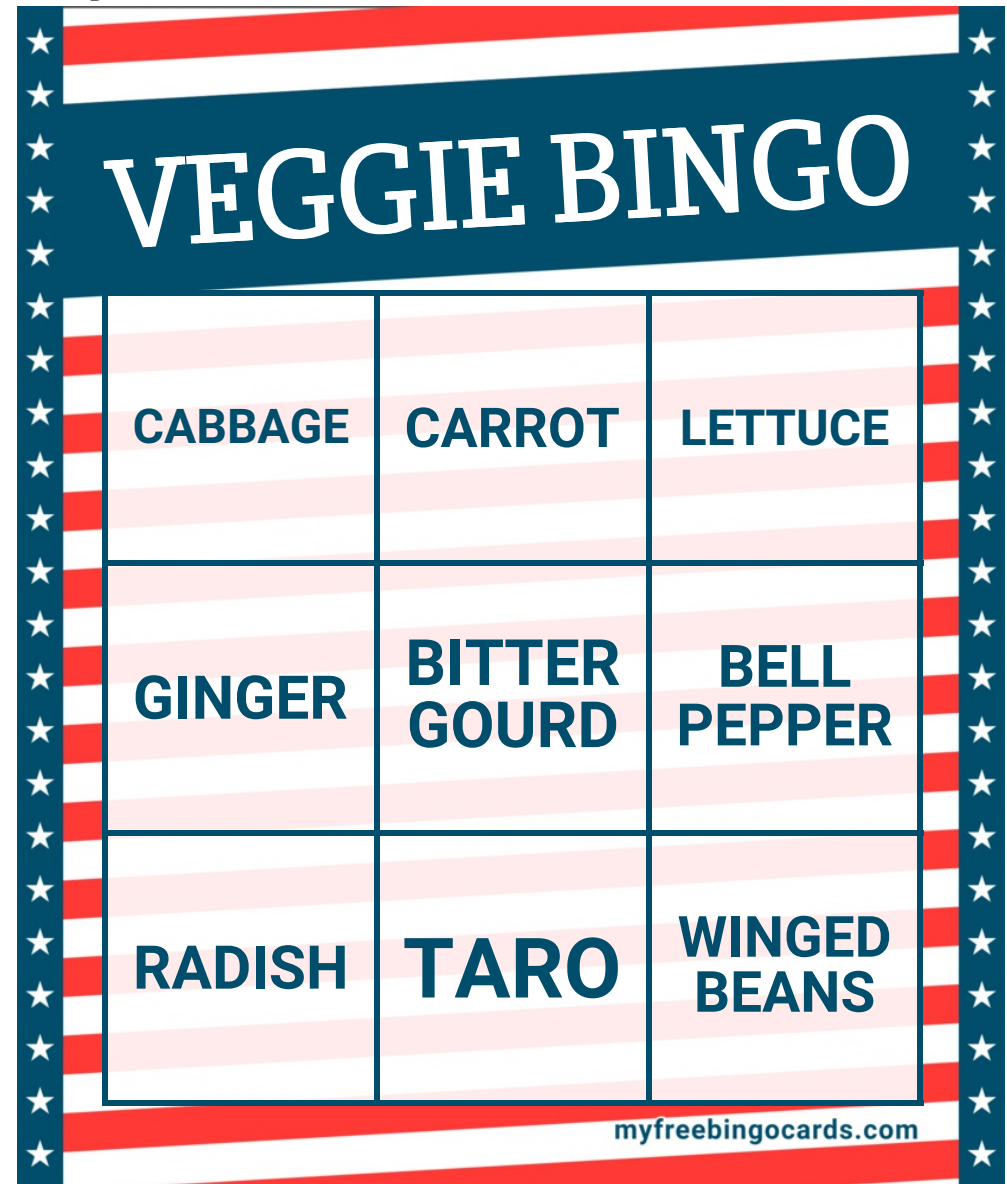 VEGGIE BINGO
CABBAGE
CARROT
LETTUCE
GINGER
BITTER
GOURD
BELL
PEPPER
RADISH
TARO
WINGED
BEANS
myfreebingocards.com